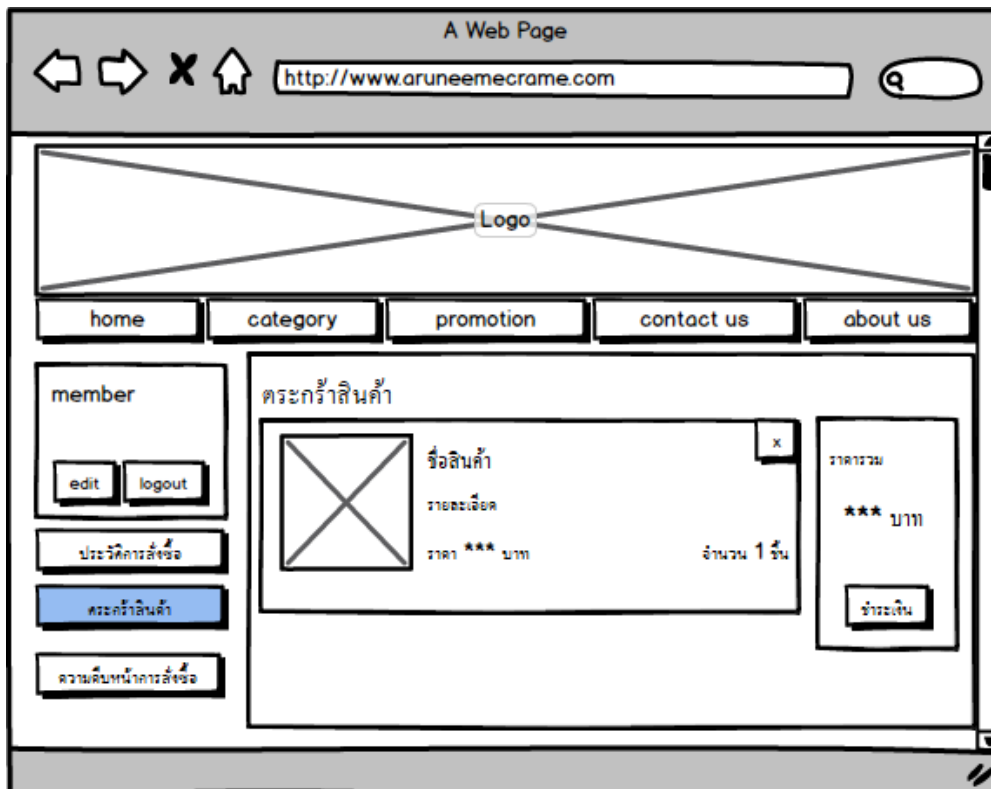 A Web Page
http://www.aruneemecrame.com
Logo
home
category
promotion
contact us
about us
member
edit
logout
ประวัติการสั่งซื้อ
ตระกร้าสินค้า
ความคืบหน้าการสั่งซื้อ
ตระกร้าสินค้า
x
ชื่อสินค้า
รายละเอียด
ราคา *** บาท
จำนวน 1 ชิ้น
ราคารวม
*** บาท
ชำระเงิน